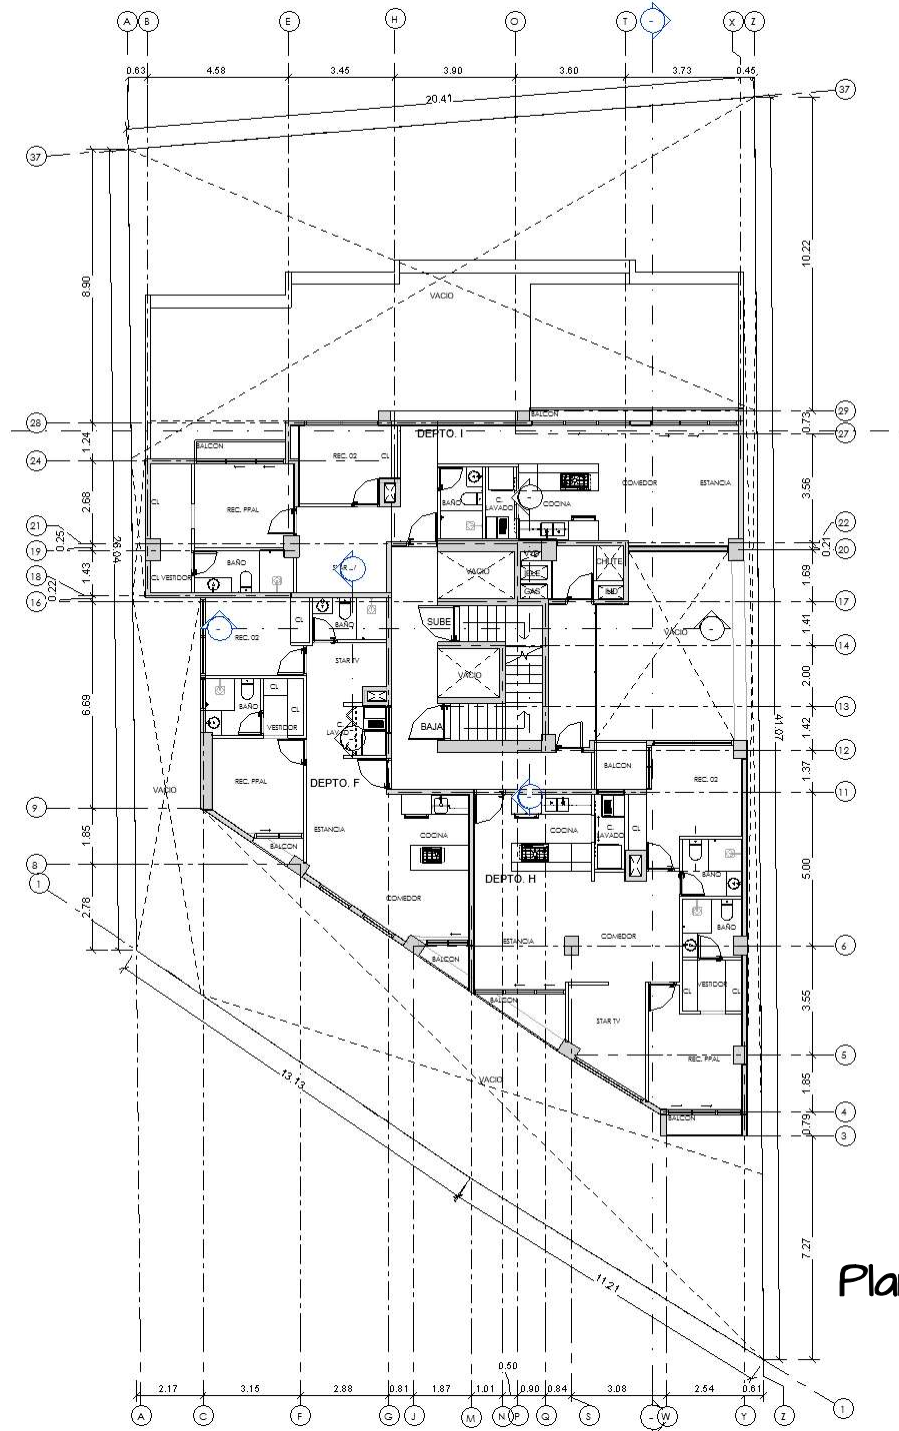 A B E H O T - X Z
0.63 4.58 3.45 3.90 3.60 3.73 0.45
20.41
37
37
10.22
8.90
VACIO
29
BALCON
0.73
28
DEPTO. I
27
1.24
BALCON
REC. 02
CL
24
COMEDOR
ESTANCIA
3.56
2.68
CL
REC. PPAL
BAÑO
C. LAVADO
COCINA
21
22
0.25
0.21
19
20
26.04
BAÑO
VACIO
CHUTE
18
1.43
CL VESTIDOR
1.69
0.22
GAS
16
17
SUBE
REC. 02
CL
BAÑO
VACIO
1.41
14
STAR TV
VACIO
2.00
6.69
BAÑO
CL
VESTIDOR
13
41.07
C. LAVADO
BAJA
1.42
12
BALCON
REC. 02
1.37
VACIO
REC. PPAL
DEPTO. F
11
9
ESTANCIA
COCINA
COCINA
C. LAVADO
CL
1.85
BALCON
8
5.00
1
DEPTO. H
BAÑO
COMEDOR
2.78
BAÑO
ESTANCIA
COMEDOR
6
BALCON
CL
VESTIDOR
CL
BALCON
3.55
STAR TV
5
REC. PPAL
VACIO
13.13
1.85
4
BALCON
0.79
3
7.27
Pla
11.21
0.50
2.17 3.15 2.88 0.81 1.87 1.01 0.90 0.84 3.08 2.54 0.61
A C F G J M N P Q S - W Y Z 1